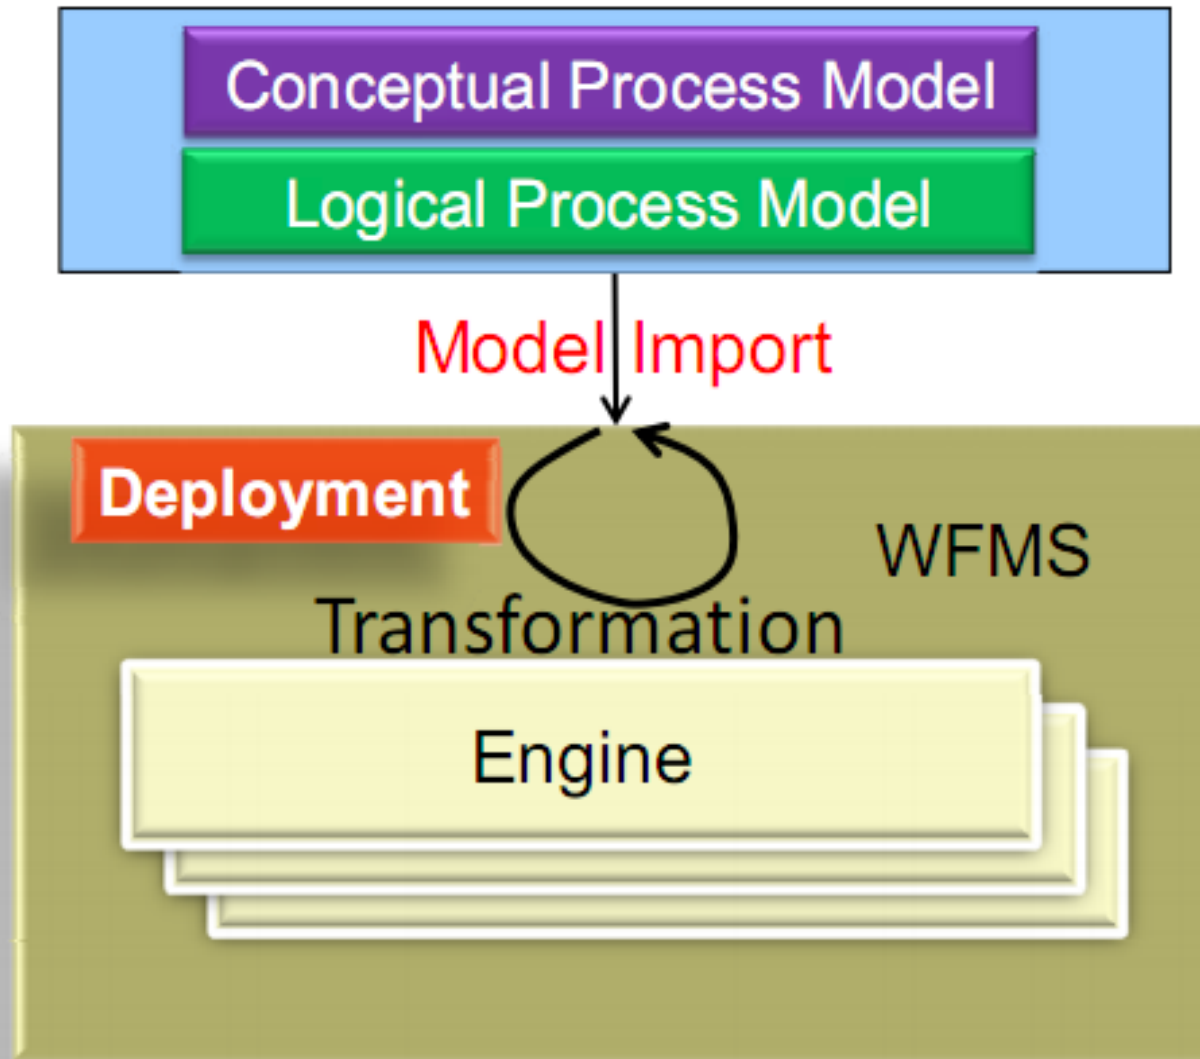 Conceptual Process Model
Logical Process Model
Model Import
Deployment
WFMS
Transformation
Engine